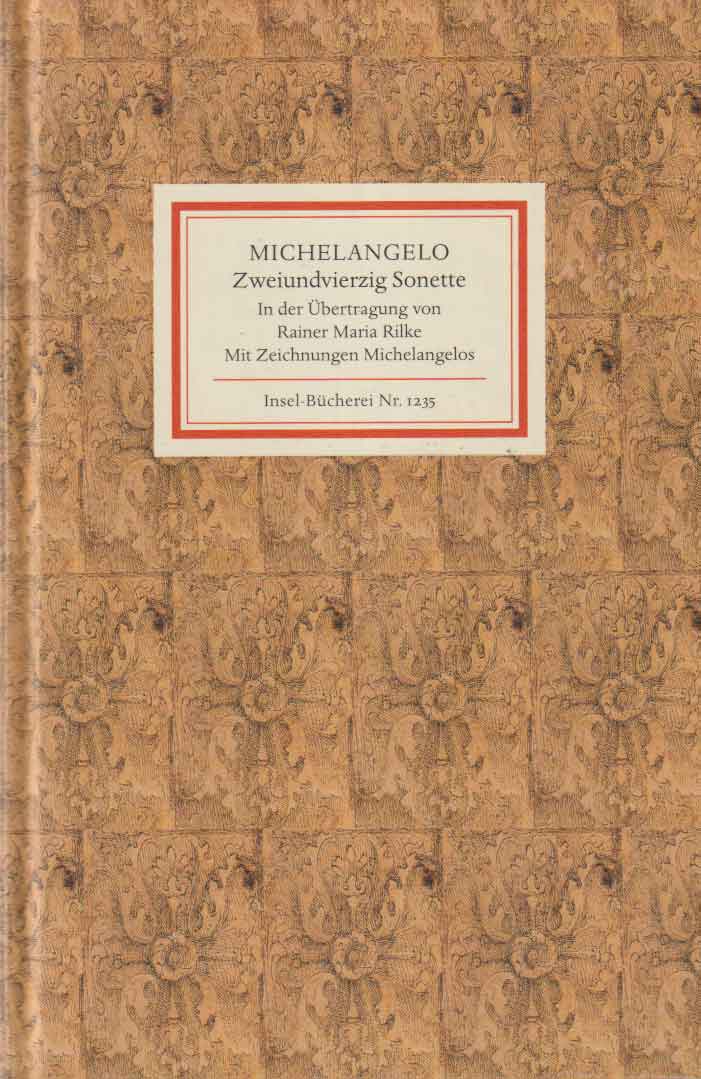 MICHELANGELO
Zweiundvierzig Sonette
In der Übertragung von
Rainer Maria Rilke
Mit Zeichnungen Michelangelos
Insel-Bücherei Nr. 1235